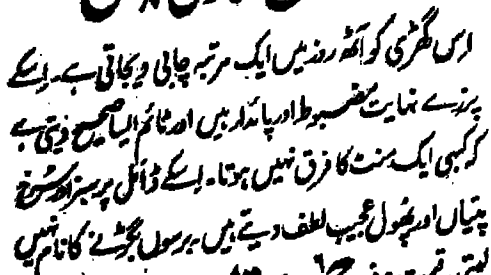 اس گھڑی کو آٹھ روز میں ایک مرتبہ چابی دیجاتی ہے۔ اسکے
پرزے نہایت مضبوط اور پائدار ہیں اور ٹائم ایسا صحیح دیتی ہے
کہ کبھی ایک منٹ کا فرق نہیں ہوتا۔ اسکے ڈائل پر سبز اور سرخ
پتیاں اور پھول عجیب لطف دیتے ہیں۔ برسوں بگڑنے کا نام نہیں
لیتی